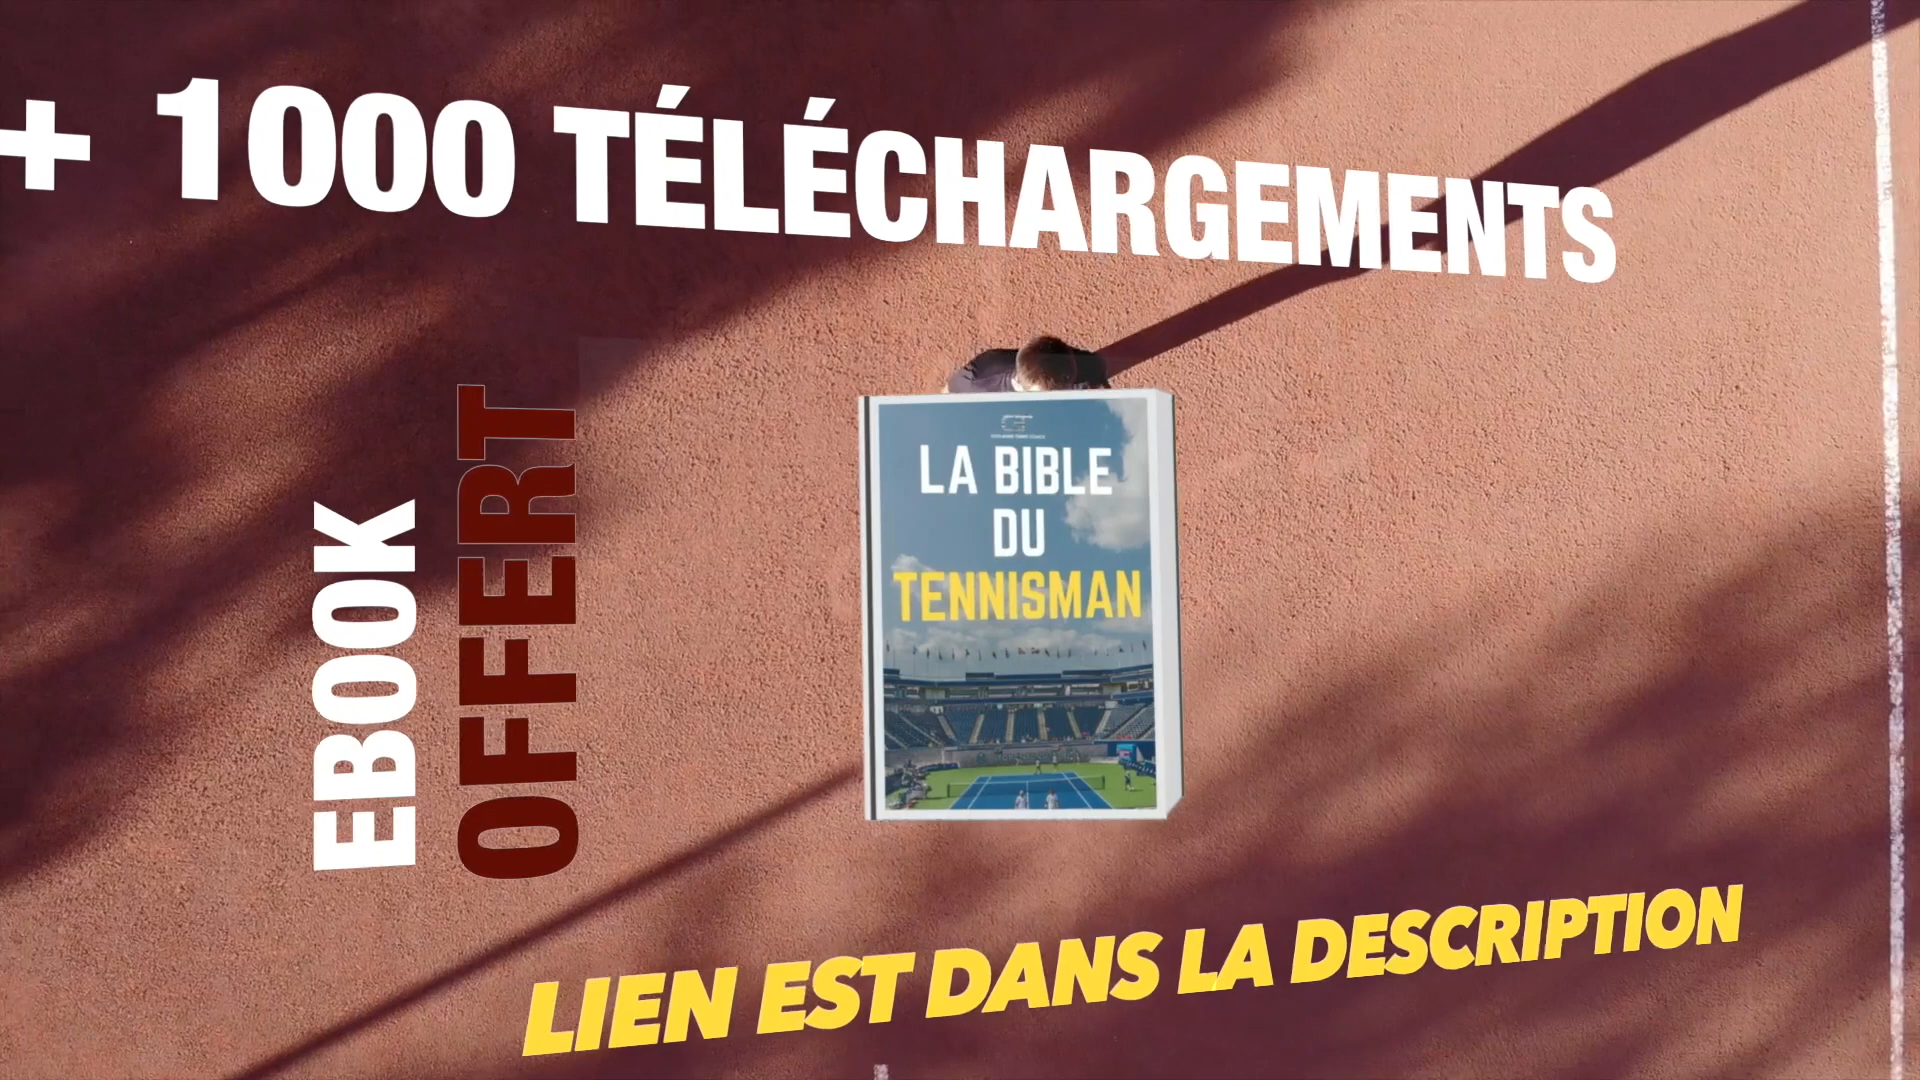 + 1000 TÉLÉCHARGEMENTS
EBOOK
OFFERT
LA BIBLE
DU
TENNISMAN
LIEN EST DANS LA DESCRIPTION